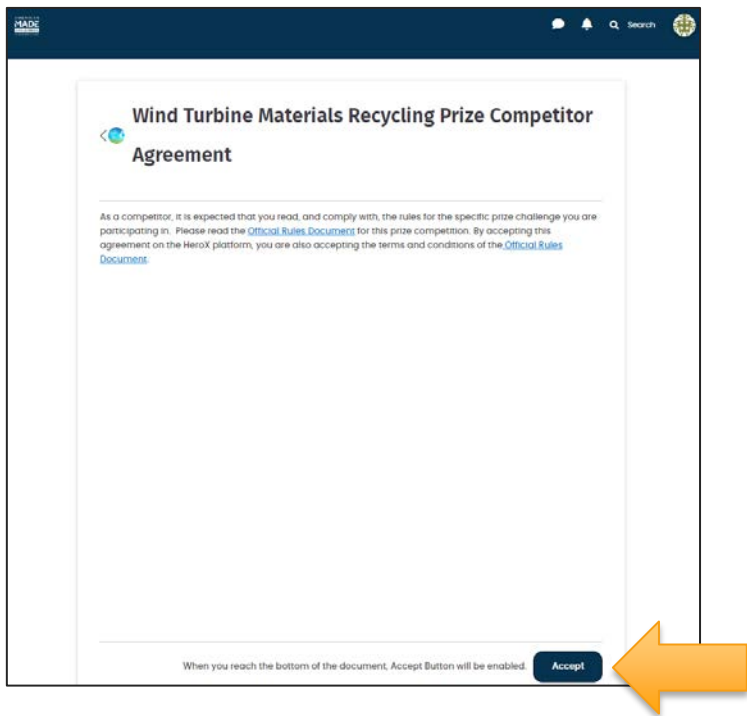 MADE
Search
Wind Turbine Materials Recycling Prize Competitor
Agreement
As a competitor, it is expected that you read, and comply with, the rules for the specific prize challenge you are
participating in. Please read the Official Rules Document for this prize competition. By accepting this
agreement on the HeroX platform, you are also accepting the terms and conditions of the Official Rules
Document.
When you reach the bottom of the document, Accept Button will be enabled.
Accept